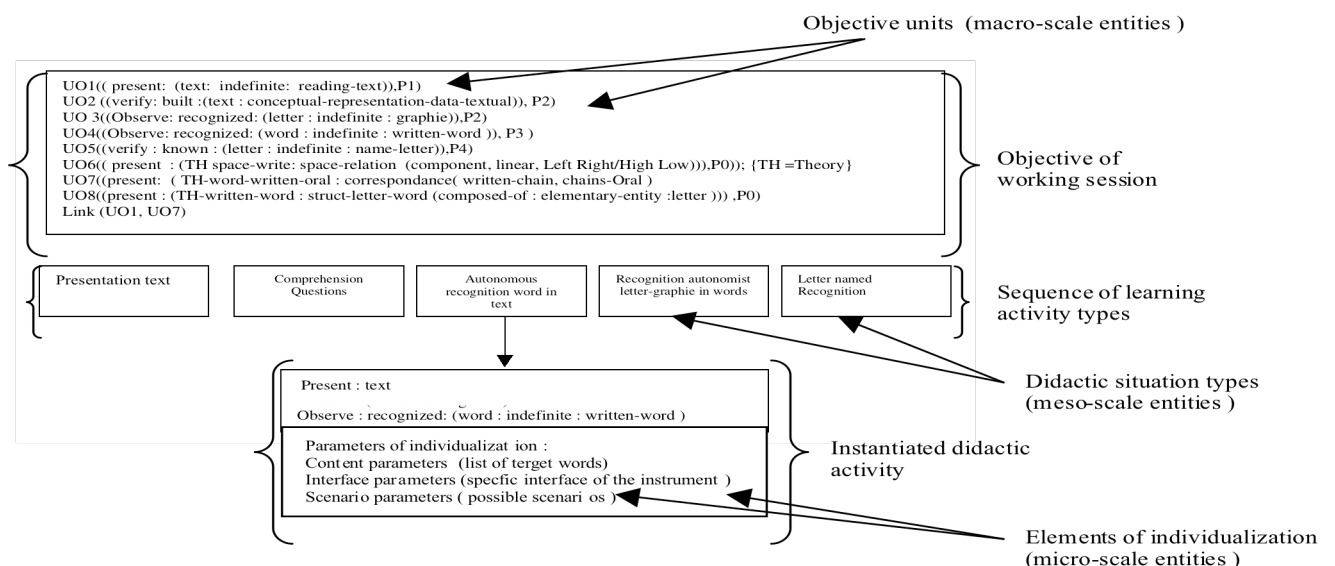 Objective units (macro-scale entities )
UO1(( present: (text: indefinite: reading-text)),P1)
UO2 ((verify: built :(text : conceptual-representation-data-textual)), P2)
UO 3((Observe: recognized: (letter : indefinite : graphie)),P2)
UO4((Observe: recognized: (word : indefinite : written-word )), P3 )
UO5((verify : known : (letter : indefinite : name-letter)),P4)
UO6(( present : (TH space-write: space-relation (component, linear, Left Right/High Low))),P0)); {TH =Theory}
UO7((present: ( TH-word-written-oral : correspondance( written-chain, chains-Oral )
UO8((present : (TH-written-word : struct-letter-word (composed-of : elementary-entity :letter ))) ,P0)
Link (UO1, UO7)
Objective of
working session
Presentation text
Comprehension
Questions
Autonomous
recognition word in
text
Recognition autonomist
letter-graphie in words
Letter named
Recognition
Sequence of learning
activity types
Didactic situation types
(meso-scale entities )
Present : text
Observe : recognized: (word : indefinite : written-word )
Parameters of individualizat ion :
Content parameters (list of terget words)
Interface parameters (specfic interface of the instrument )
Scenario parameters ( possible scenari os )
Instantiated didactic
activity
Elements of individualization
(micro-scale entities )